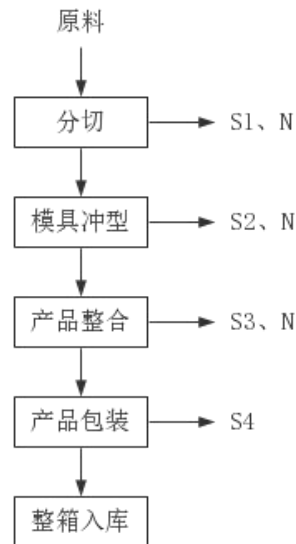 原料
分切
S1、N
模具冲型
S2、N
产品整合
S3、N
产品包装
S4
整箱入库